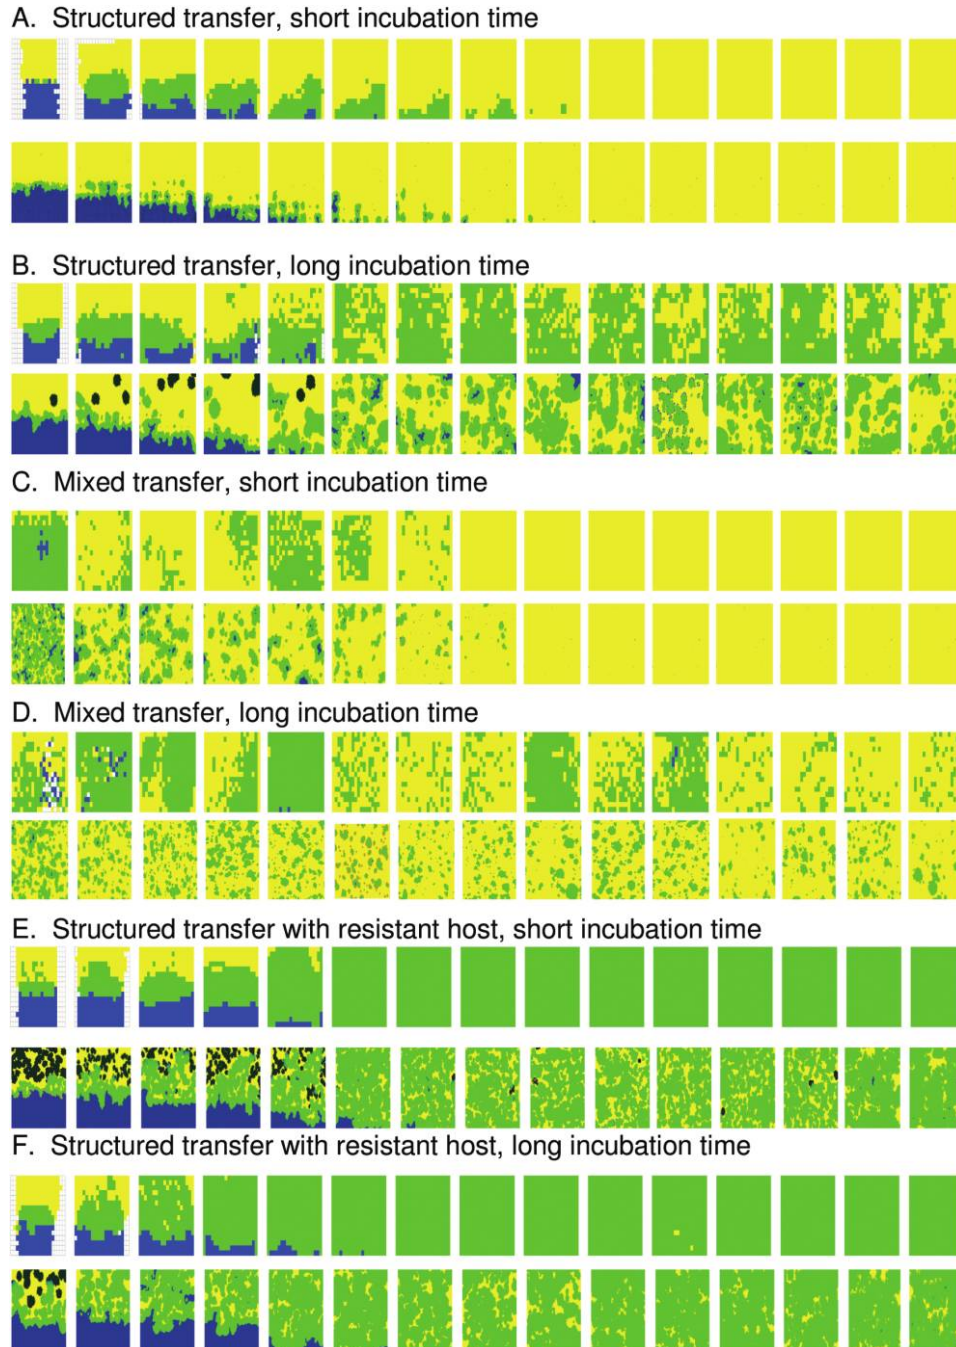 A. Structured transfer, short incubation time
B. Structured transfer, long incubation time
C. Mixed transfer, short incubation time
D. Mixed transfer, long incubation time
E. Structured transfer with resistant host, short incubation time
F. Structured transfer with resistant host, long incubation time